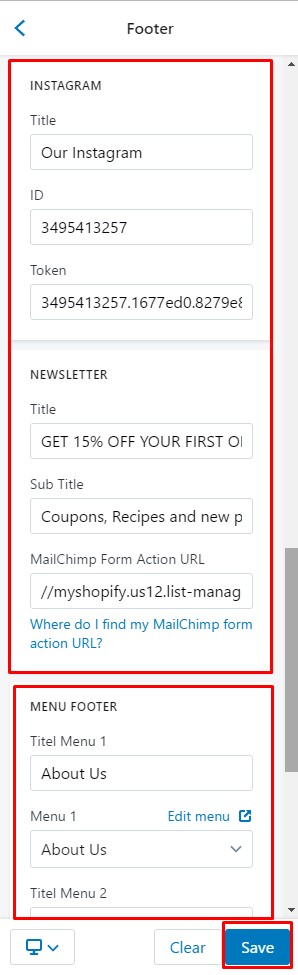 Footer
INSTAGRAM
Title
Our Instagram
ID
3495413257
Token
3495413257.1677ed0.8279e8
NEWSLETTER
Title
GET 15% OFF YOUR FIRST
Sub Title
Coupons, Recipes and new p
MailChimp Form Action URL
//myshopify.us12.list-manag
Where do I find my MailChimp form
action URL?
MENU FOOTER
Titel Menu 1
About Us
Menu 1 Edit menu
About Us
Titel Menu 2
Clear Save